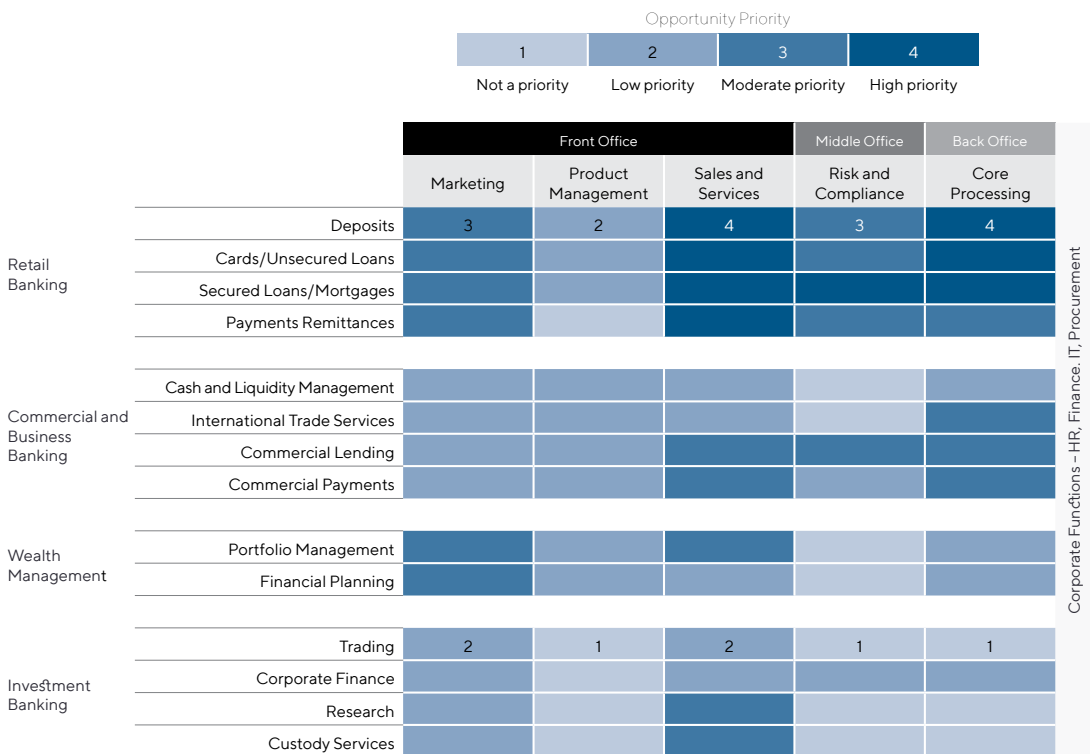 Opportunity Priority
1 2 3 4
Not a priority Low priority Moderate priority High priority
Front Office Middle Office Back Office
Marketing Product Management Sales and Services Risk and Compliance Core Processing
Retail Banking
Deposits 3 2 4 3 4
Cards/Unsecured Loans
Secured Loans/Mortgages
Payments Remittances
Commercial and Business Banking
Cash and Liquidity Management
International Trade Services
Commercial Lending
Commercial Payments
Wealth Management
Portfolio Management
Financial Planning
Investment Banking
Trading 2 1 2 1 1
Corporate Finance
Research
Custody Services
Corporate Functions – HR, Finance. IT, Procurement